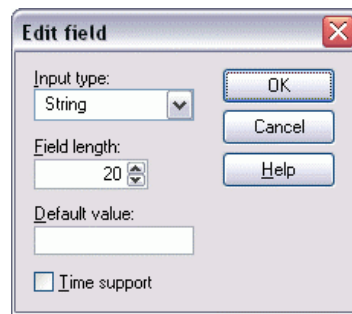 Edit field
Input type:
String
OK
Cancel
Field length:
20
Help
Default value:
Time support